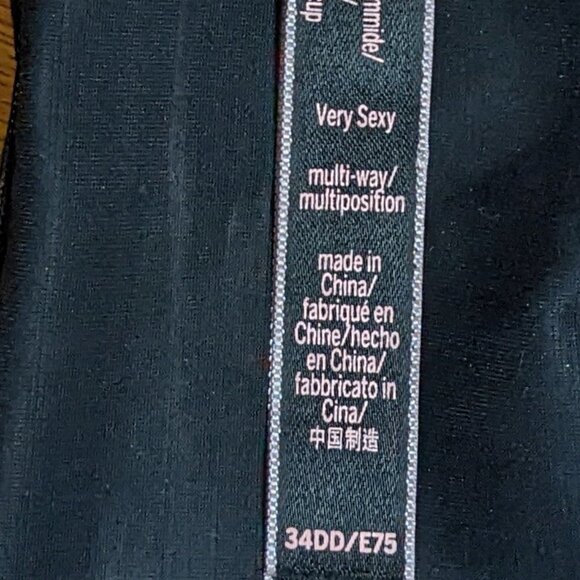 up
Very Sexy
multi-way/
multiposition
made in
China/
fabriqué en
Chine/hecho
en China/
fabbricato in
Cina/
中国制造
34DD/E75